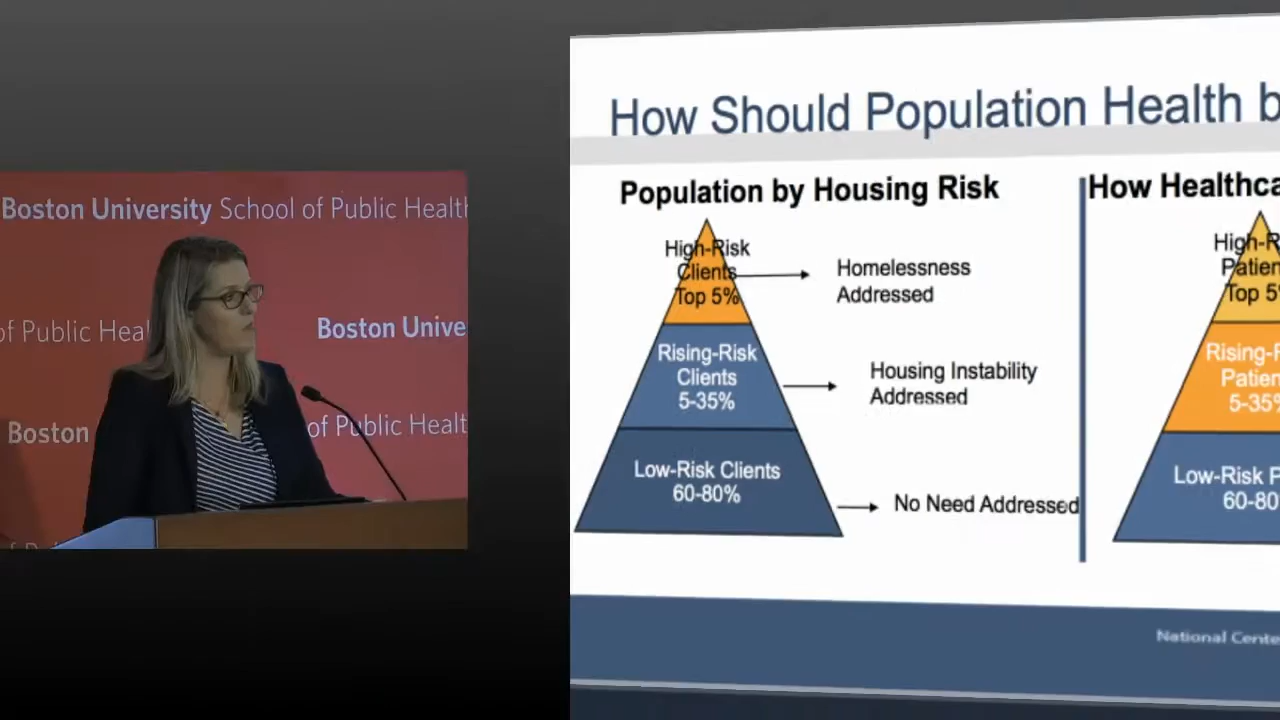 Boston University School of Public Health
of Public Heal
Boston Unive
Boston
of Public Healt
How Should Population Health b
Population by Housing Risk
High-Risk
Clients
Top 5%
Homelessness
Addressed
Rising-Risk
Clients
5-35%
Housing Instability
Addressed
Low-Risk Clients
60-80%
No Need Addressed
How Healthca
High-R
Patien
Top 5
Rising-
Patien
5-35
Low-Risk P
60-80
National Cente